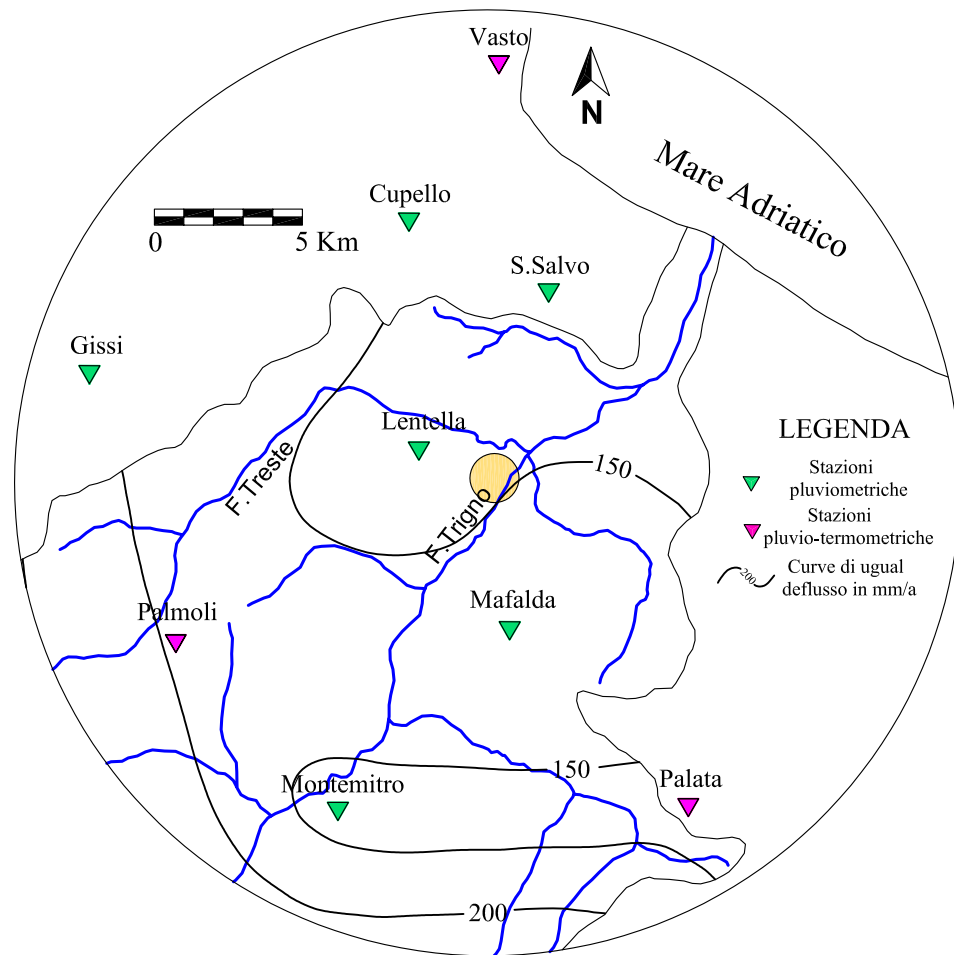 Vasto
N
Mare Adriatico
Cupello
0 5 Km
S.Salvo
Gissi
Lentella
LEGENDA
F.Treste
150
Stazioni
pluviometriche
F.Trigno
Stazioni
pluvio-termometriche
200
Curve di ugual
deflusso in mm/a
Palmoli
Mafalda
150
Montemitro
Palata
200